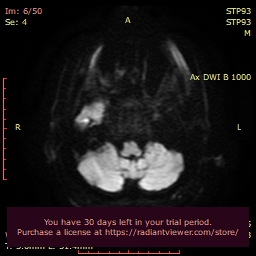 Im: 6/50
Se: 4
STP93
STP93
M
A
Ax DWI B 1000
R
L
You have 30 days left in your trial period.
Purchase a license at https://radiantviewer.com/store/